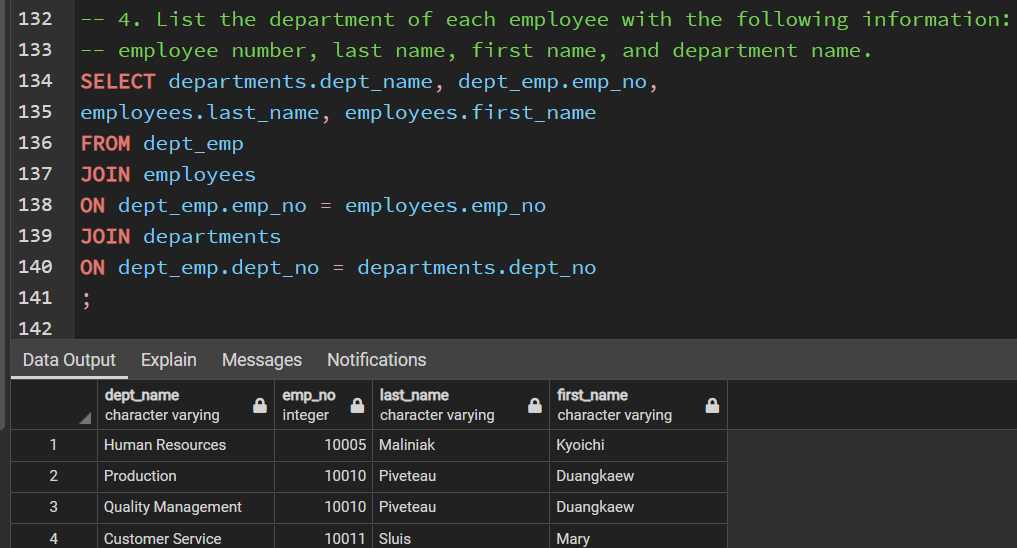 132 -- 4. List the department of each employee with the following information:
133 -- employee number, last name, first name, and department name.
134 SELECT departments.dept_name, dept_emp.emp_no,
135 employees.last_name, employees.first_name
136 FROM dept_emp
137 JOIN employees
138 ON dept_emp.emp_no = employees.emp_no
139 JOIN departments
140 ON dept_emp.dept_no = departments.dept_no
141 ;
142
Data Output Explain Messages Notifications
dept_name emp_no last_name first_name
character varying integer character varying character varying
1 Human Resources 10005 Maliniak Kyoichi
2 Production 10010 Piveteau Duangkaew
3 Quality Management 10010 Piveteau Duangkaew
4 Customer Service 10011 Sluis Mary